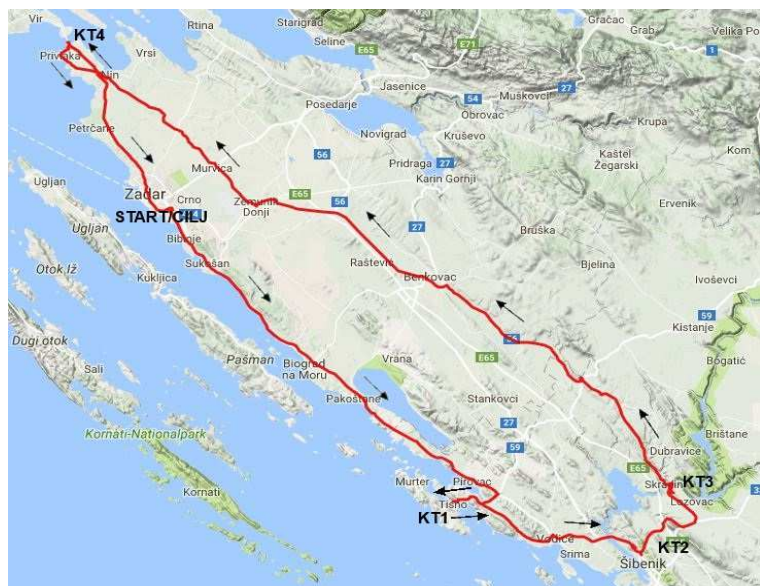 Vir
KT4
Vrsi
Rtina
Starigrad
Seline
E65
E71
Gračac
Grab
Velika Po
1
Privlaka
Nin
Jasenice
Posedarje
54
Muškovci
27
Obrovac
Petrčane
Novigrad
Kruševo
Krupa
Kom
56
Pridraga
27
Kaštel
Žegarski
Murvica
Karin Gornji
Ugljan
Zadar
Crno
Zemunik
Donji
E65
56
Ervenik
START/CILJ
27
Ugljan
Bibinje
Bruška
Otok Iž
Sukošan
Raštević
Benkovac
Bjelina
Ivoševci
Kukljica
59
Kistanje
Dugi otok
Pašman
56
Sali
Biograd
na Moru
Vrana
E65
Bogatić
Pakoštane
Stankovci
Kornati-Nationalpark
27
Brištane
59
Dubravice
Kornati
Murter
Pirovac
E65
Skradin
KT3
Tisno
Lozovac
KT1
Vodice
KT2
Srima
Šibenik